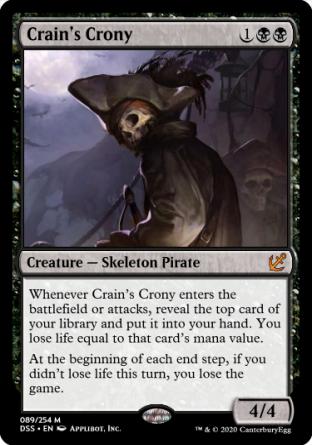 Crain's Crony 1
Creature — Skeleton Pirate
Whenever Crain's Crony enters the
battlefield or attacks, reveal the top card of
your library and put it into your hand. You
lose life equal to that card's mana value.
At the beginning of each end step, if you
didn't lose life this turn, you lose the
game.
4/4
089/254 M
DSS • EN APPLIBOT, INC.
™ & © 2020 CanterburyEgg